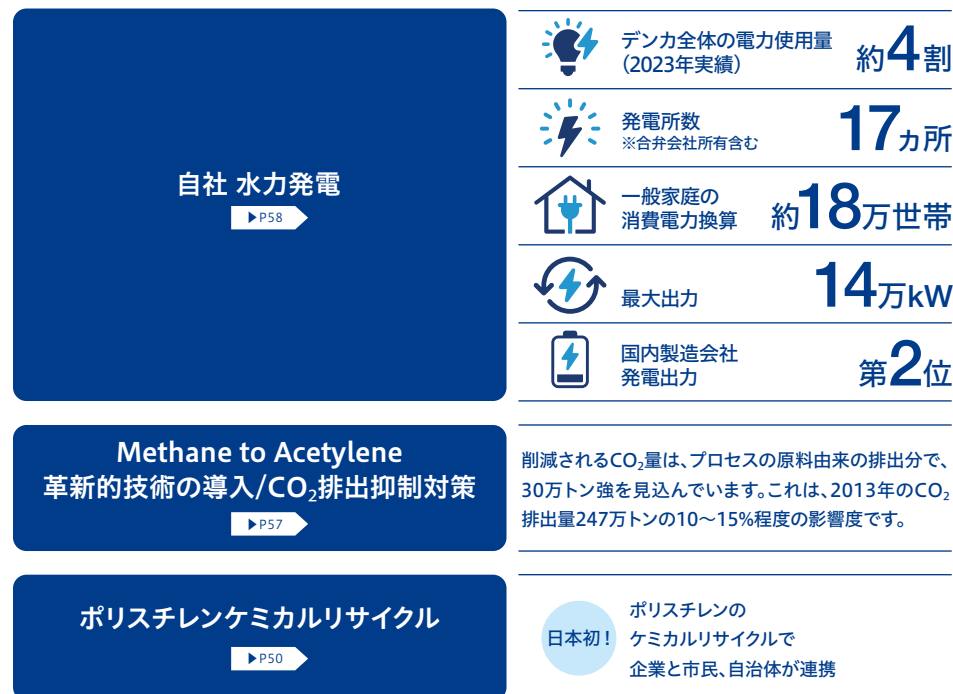 自社 水力発電
▶P58
デンカ全体の電力使用量
（2023年実績）
約4割
発電所数
※合弁会社所有含む
17ヵ所
一般家庭の
消費電力換算
約18万世帯
最大出力
14万kW
国内製造会社
発電出力
第2位
Methane to Acetylene
革新的技術の導入/CO₂排出抑制対策
▶P57
削減されるCO₂量は、プロセスの原料由来の排出分で、
30万トン強を見込んでいます。これは、2013年のCO₂
排出量247万トンの10〜15%程度の影響度です。
ポリスチレンケミカルリサイクル
▶P50
日本初！
ポリスチレンの
ケミカルリサイクルで
企業と市民、自治体が連携